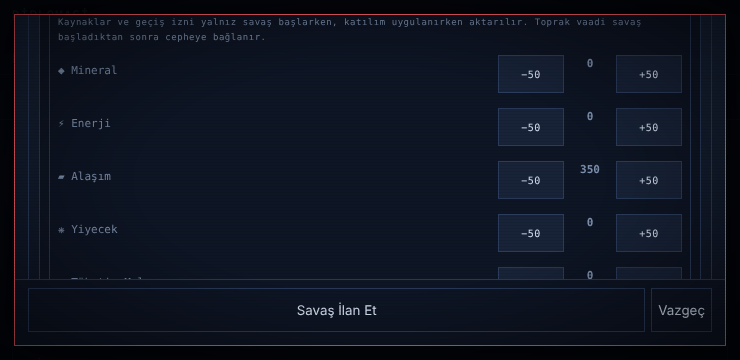 Kaynaklar ve geçiş izni yalnız savaş başlarken, katılım uygulanırken aktarılır. Toprak vaadi savaş
başladıktan sonra cepheye bağlanır.
◆ Mineral −50 0 +50
⚡ Enerji −50 0 +50
▰ Alaşım −50 350 +50
❋ Yiyecek −50 0 +50
0
Savaş İlan Et Vazgeç